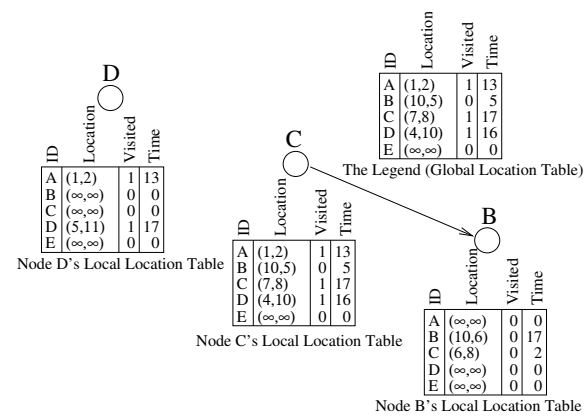 D
ID Location Visited Time
A (1,2) 1 13
B (∞,∞) 0 0
C (∞,∞) 0 0
D (5,11) 1 17
E (∞,∞) 0 0
Node D's Local Location Table
ID Location Visited Time
A (1,2) 1 13
B (10,5) 0 5
C (7,8) 1 17
D (4,10) 1 16
E (∞,∞) 0 0
The Legend (Global Location Table)
C
ID Location Visited Time
A (1,2) 1 13
B (10,5) 0 5
C (7,8) 1 17
D (4,10) 1 16
E (∞,∞) 0 0
Node C's Local Location Table
B
ID Location Visited Time
A (∞,∞) 0 0
B (10,6) 0 17
C (6,8) 0 2
D (∞,∞) 0 0
E (∞,∞) 0 0
Node B's Local Location Table